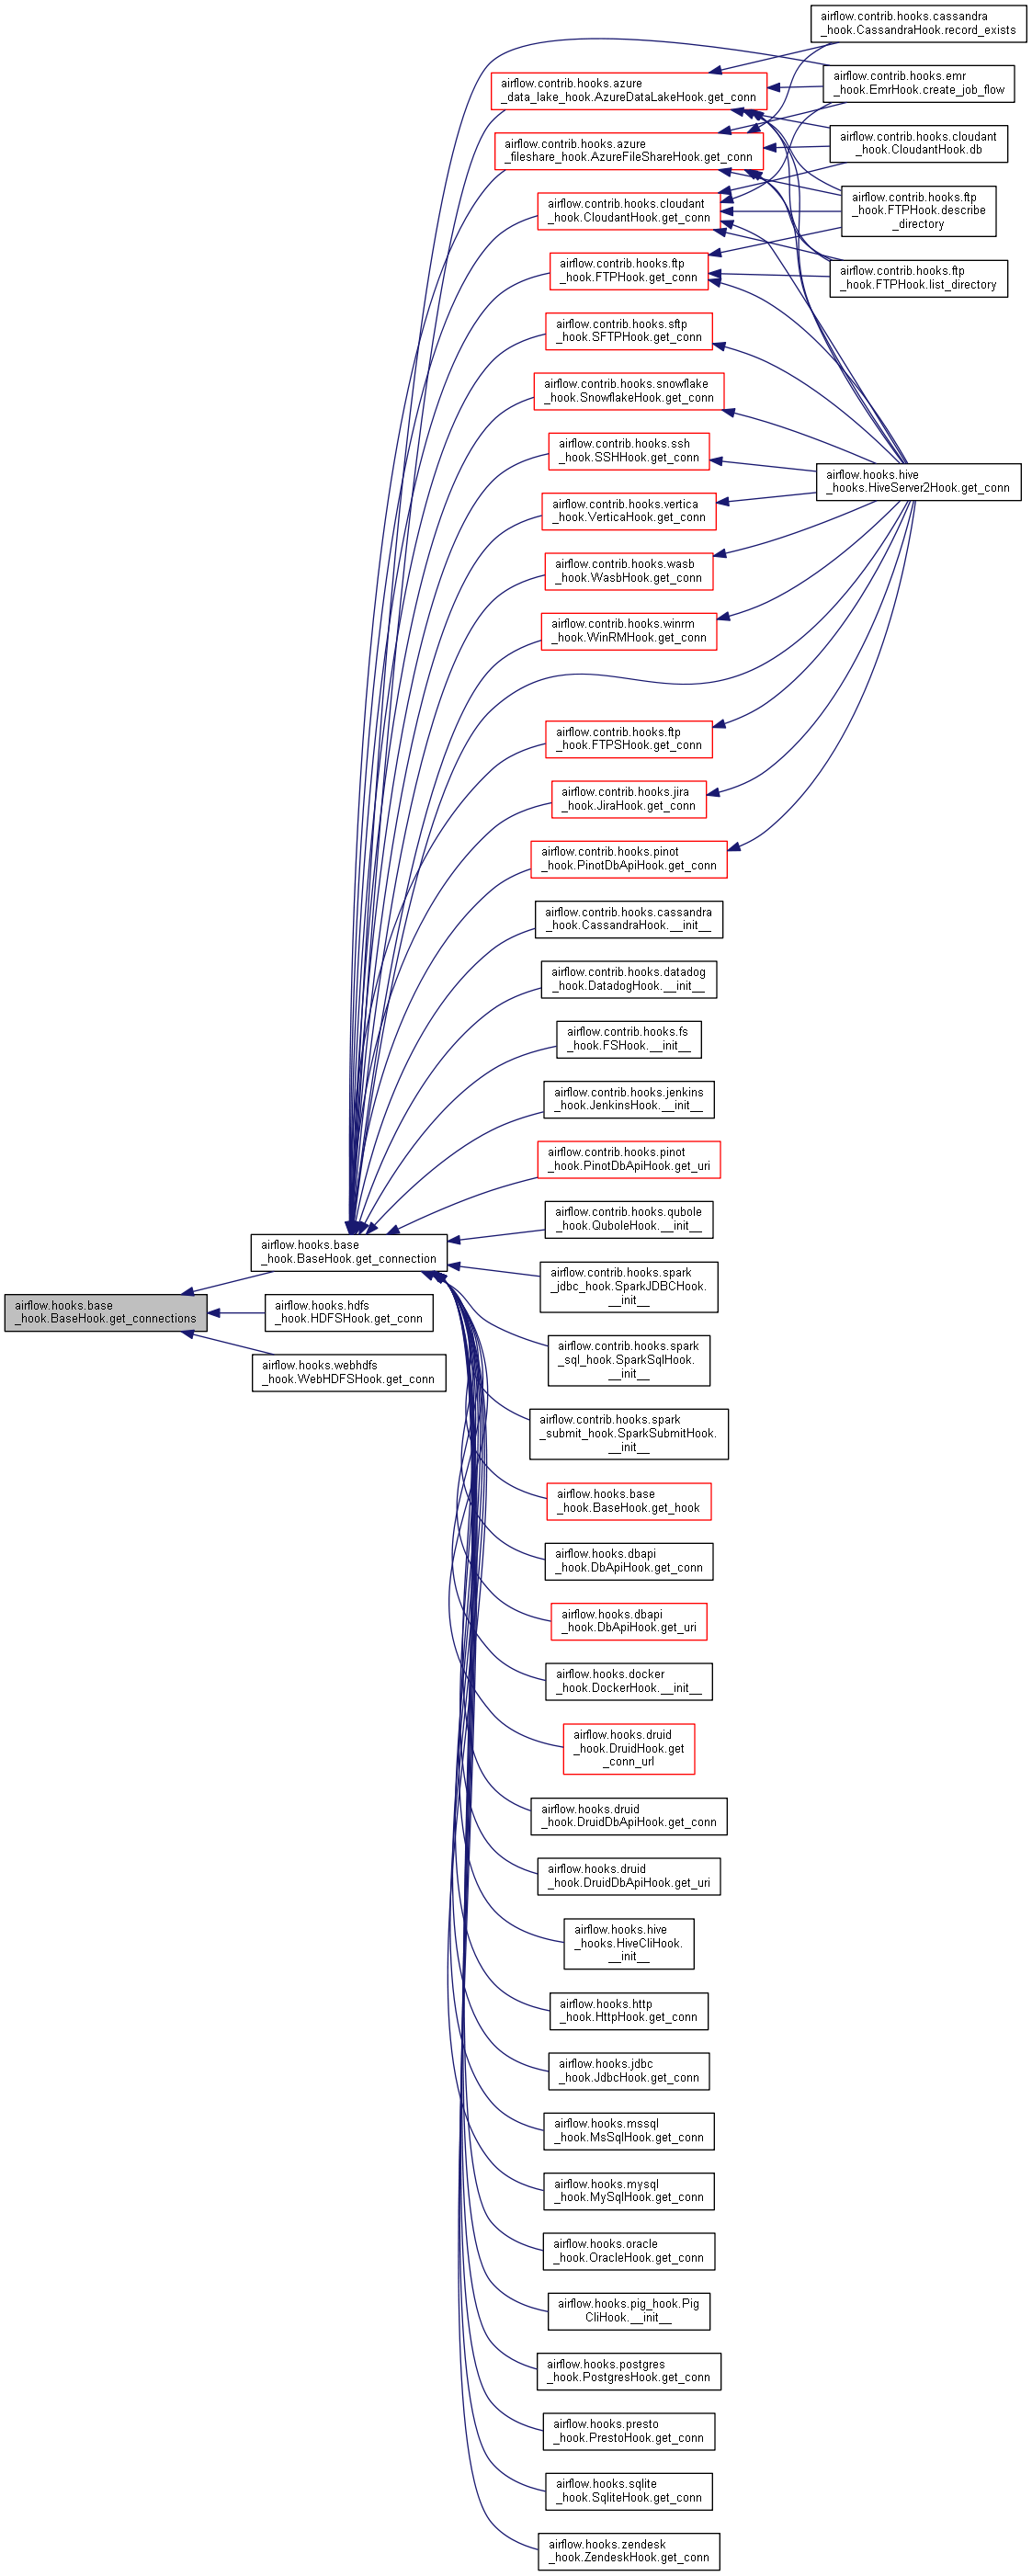 airflow.contrib.hooks.cassandra
_hook.CassandraHook.record_exists
airflow.contrib.hooks.emr
_hook.EmrHook.create_job_flow
airflow.contrib.hooks.azure
_data_lake_hook.AzureDataLakeHook.get_conn
airflow.contrib.hooks.cloudant
_hook.CloudantHook.db
airflow.contrib.hooks.azure
_fileshare_hook.AzureFileShareHook.get_conn
airflow.contrib.hooks.ftp
_hook.FTPHook.describe
_directory
airflow.contrib.hooks.cloudant
_hook.CloudantHook.get_conn
airflow.contrib.hooks.ftp
_hook.FTPHook.get_conn
airflow.contrib.hooks.ftp
_hook.FTPHook.list_directory
airflow.contrib.hooks.sftp
_hook.SFTPHook.get_conn
airflow.contrib.hooks.snowflake
_hook.SnowflakeHook.get_conn
airflow.contrib.hooks.ssh
_hook.SSHHook.get_conn
airflow.hooks.hive
_hooks.HiveServer2Hook.get_conn
airflow.contrib.hooks.vertica
_hook.VerticaHook.get_conn
airflow.contrib.hooks.wasb
_hook.WasbHook.get_conn
airflow.contrib.hooks.winrm
_hook.WinRMHook.get_conn
airflow.contrib.hooks.ftp
_hook.FTPSHook.get_conn
airflow.contrib.hooks.jira
_hook.JiraHook.get_conn
airflow.contrib.hooks.pinot
_hook.PinotDbApiHook.get_conn
airflow.contrib.hooks.cassandra
_hook.CassandraHook.__init__
airflow.contrib.hooks.datadog
_hook.DatadogHook.__init__
airflow.contrib.hooks.fs
_hook.FSHook.__init__
airflow.contrib.hooks.jenkins
_hook.JenkinsHook.__init__
airflow.contrib.hooks.pinot
_hook.PinotDbApiHook.get_uri
airflow.contrib.hooks.qubole
_hook.QuboleHook.__init__
airflow.hooks.base
_hook.BaseHook.get_connection
airflow.contrib.hooks.spark
_jdbc_hook.SparkJDBCHook.
__init__
airflow.hooks.base
_hook.BaseHook.get_connections
airflow.hooks.hdfs
_hook.HDFSHook.get_conn
airflow.hooks.webhdfs
_hook.WebHDFSHook.get_conn
airflow.contrib.hooks.spark
_sql_hook.SparkSqlHook.
__init__
airflow.contrib.hooks.spark
_submit_hook.SparkSubmitHook.
__init__
airflow.hooks.base
_hook.BaseHook.get_hook
airflow.hooks.dbapi
_hook.DbApiHook.get_conn
airflow.hooks.dbapi
_hook.DbApiHook.get_uri
airflow.hooks.docker
_hook.DockerHook.__init__
airflow.hooks.druid
_hook.DruidHook.get
_conn_url
airflow.hooks.druid
_hook.DruidDbApiHook.get_conn
airflow.hooks.druid
_hook.DruidDbApiHook.get_uri
airflow.hooks.hive
_hooks.HiveCliHook.
__init__
airflow.hooks.http
_hook.HttpHook.get_conn
airflow.hooks.jdbc
_hook.JdbcHook.get_conn
airflow.hooks.mssql
_hook.MsSqlHook.get_conn
airflow.hooks.mysql
_hook.MySqlHook.get_conn
airflow.hooks.oracle
_hook.OracleHook.get_conn
airflow.hooks.pig_hook.Pig
CliHook.__init__
airflow.hooks.postgres
_hook.PostgresHook.get_conn
airflow.hooks.presto
_hook.PrestoHook.get_conn
airflow.hooks.sqlite
_hook.SqliteHook.get_conn
airflow.hooks.zendesk
_hook.ZendeskHook.get_conn